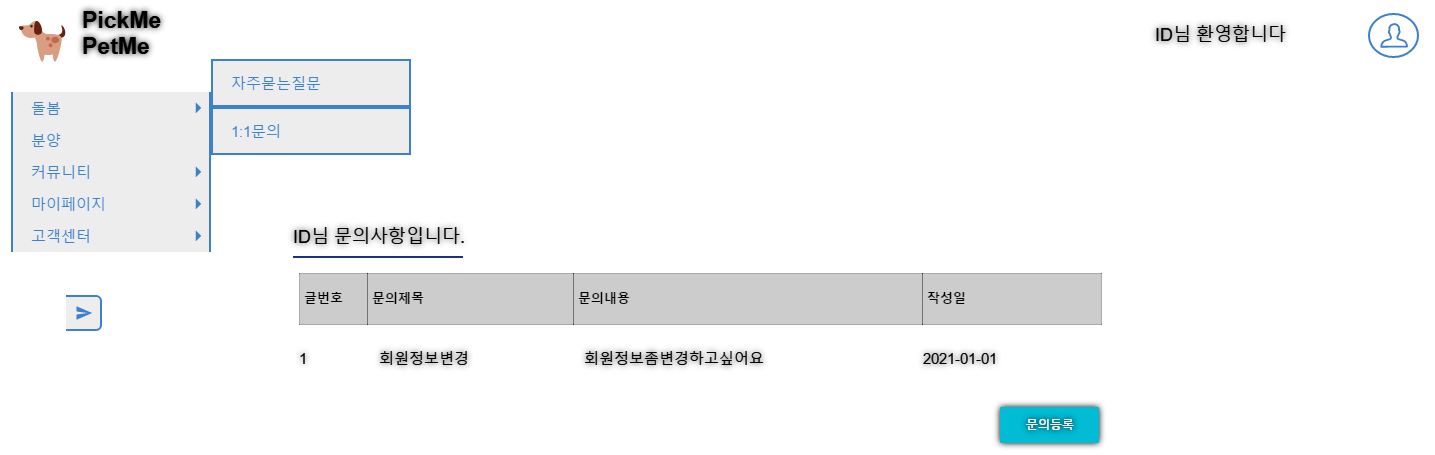 PickMe
PetMe
ID님 환영합니다
자주묻는질문
1:1문의
돌봄
분양
커뮤니티
마이페이지
고객센터
ID님 문의사항입니다.
글번호 문의제목 문의내용 작성일
1 회원정보변경 회원정보좀변경하고싶어요 2021-01-01
문의등록